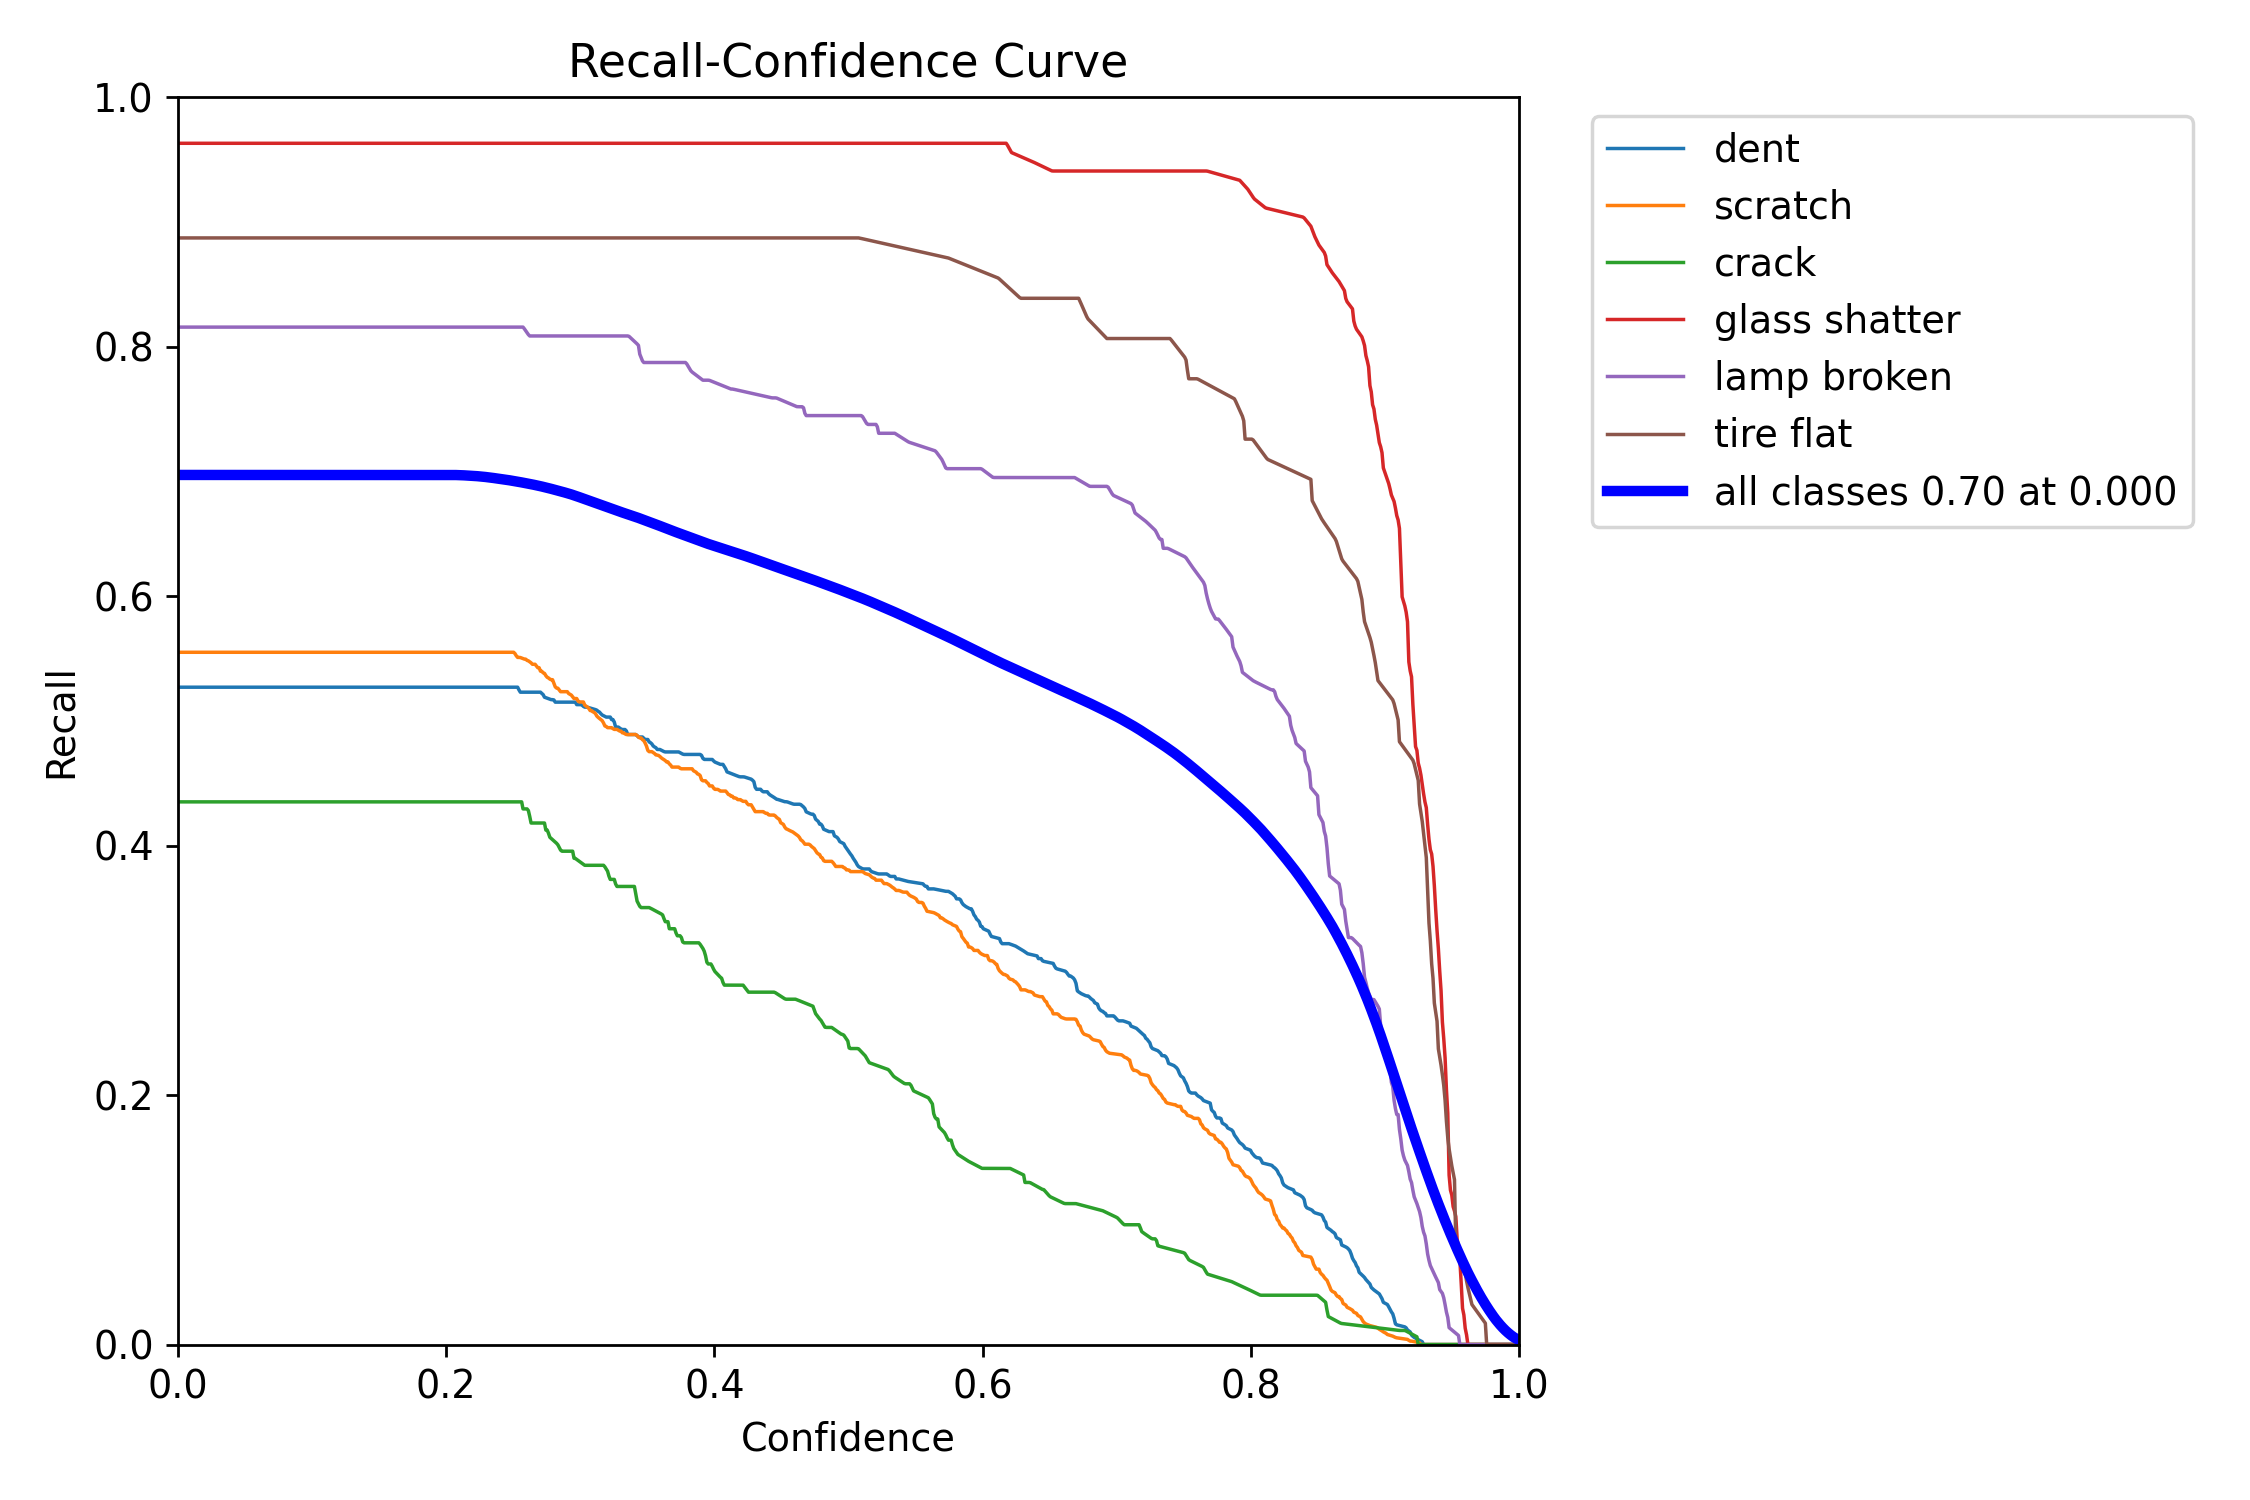 Recall-Confidence Curve
1.0
0.8
0.6
0.4
0.2
0.0
Recall
0.0 0.2 0.4 0.6 0.8 1.0
Confidence
dent
scratch
crack
glass shatter
lamp broken
tire flat
all classes 0.70 at 0.000